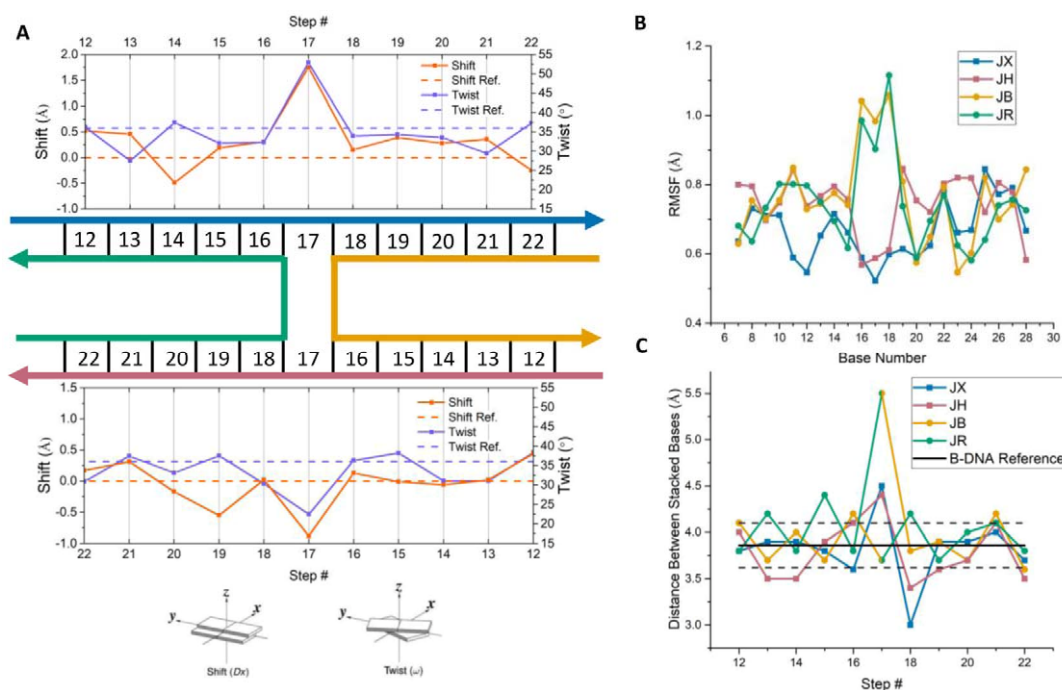 A
Step #
12 13 14 15 16 17 18 19 20 21 22
2.0
1.5
1.0
0.5
0.0
-0.5
-1.0
Shift (Å)
55
50
45
40
35
30
25
20
15
Twist (°)
Shift
Shift Ref.
Twist
Twist Ref.
12 13 14 15 16 17 18 19 20 21 22
22 21 20 19 18 17 16 15 14 13 12
1.5
1.0
0.5
0.0
-0.5
-1.0
Shift (Å)
55
50
45
40
35
30
25
20
15
Twist (°)
Shift
Shift Ref.
Twist
Twist Ref.
22 21 20 19 18 17 16 15 14 13 12
Step #
z
y
x
Shift (Dx)
z
y
x
Twist (ω)
B
1.2
1.0
0.8
0.6
0.4
RMSF (Å)
JX
JH
JB
JR
6 8 10 12 14 16 18 20 22 24 26 28 30
Base Number
C
5.5
5.0
4.5
4.0
3.5
3.0
Distance Between Stacked Bases (Å)
JX
JH
JB
JR
B-DNA Reference
12 14 16 18 20 22
Step #